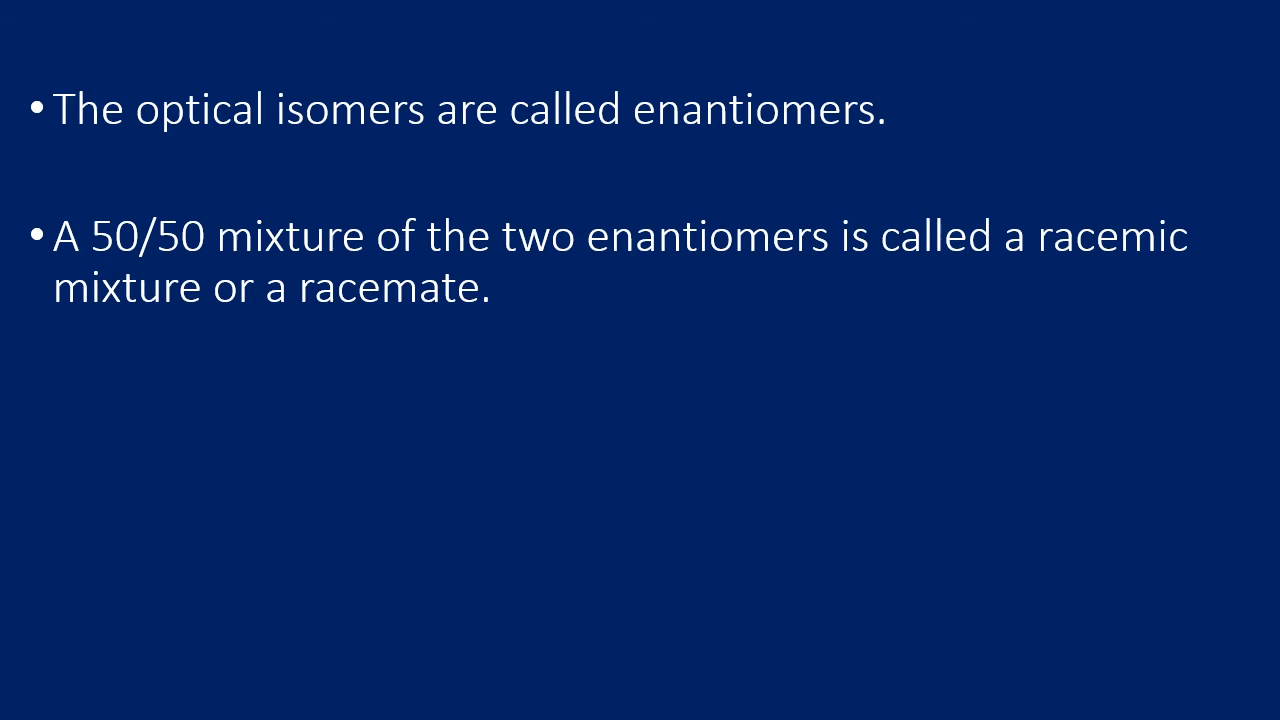 • The optical isomers are called enantiomers.
• A 50/50 mixture of the two enantiomers is called a racemic
mixture or a racemate.